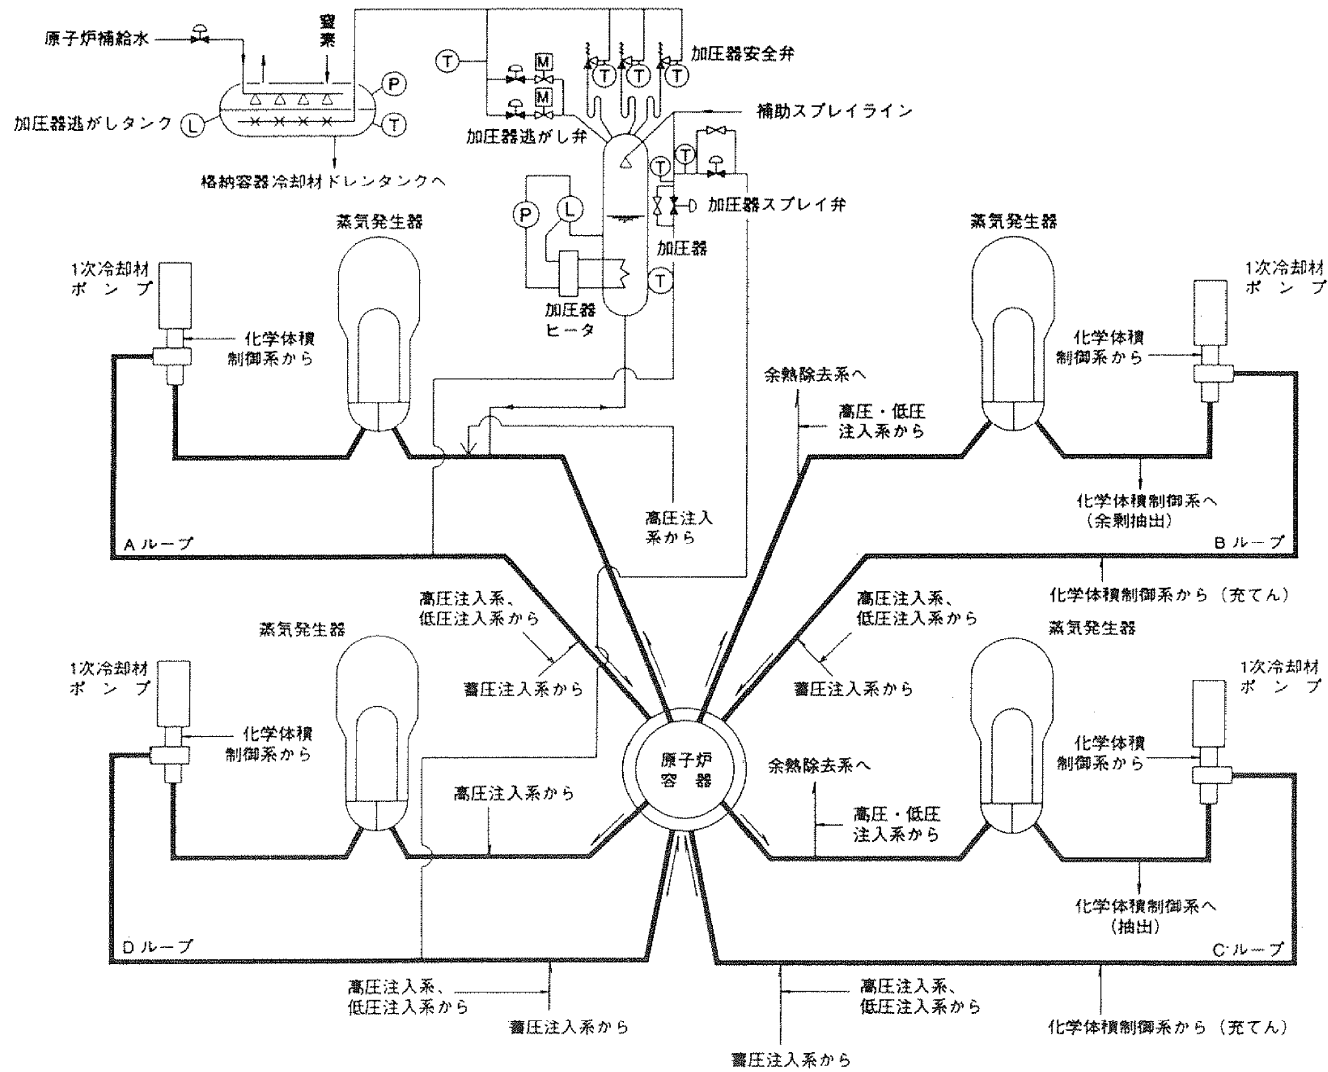 原子炉補給水
窒素
加圧器逃がしタンク
L
P
T
格納容器冷却材ドレンタンクへ
T
M
M
加圧器逃がし弁
T
T
T
加圧器安全弁
補助スプレイライン
T
T
加圧器スプレイ弁
P
L
加圧器
T
加圧器
ヒータ
蒸気発生器
1次冷却材
ポンプ
化学体積
制御系から
Aループ
蒸気発生器
1次冷却材
ポンプ
化学体積
制御系から
余熱除去系へ
高圧・低圧
注入系から
化学体積制御系へ
(余剰抽出)
Bループ
高圧注入
系から
化学体積制御系から(充てん)
高圧注入系、
低圧注入系から
蓄圧注入系から
高圧注入系、
低圧注入系から
蓄圧注入系から
蒸気発生器
1次冷却材
ポンプ
化学体積
制御系から
高圧注入系から
原子炉
容器
蒸気発生器
1次冷却材
ポンプ
化学体積
制御系から
余熱除去系へ
高圧・低圧
注入系から
化学体積制御系へ
(抽出)
Dループ
Cループ
高圧注入系、
低圧注入系から
蓄圧注入系から
高圧注入系、
低圧注入系から
蓄圧注入系から
化学体積制御系から(充てん)